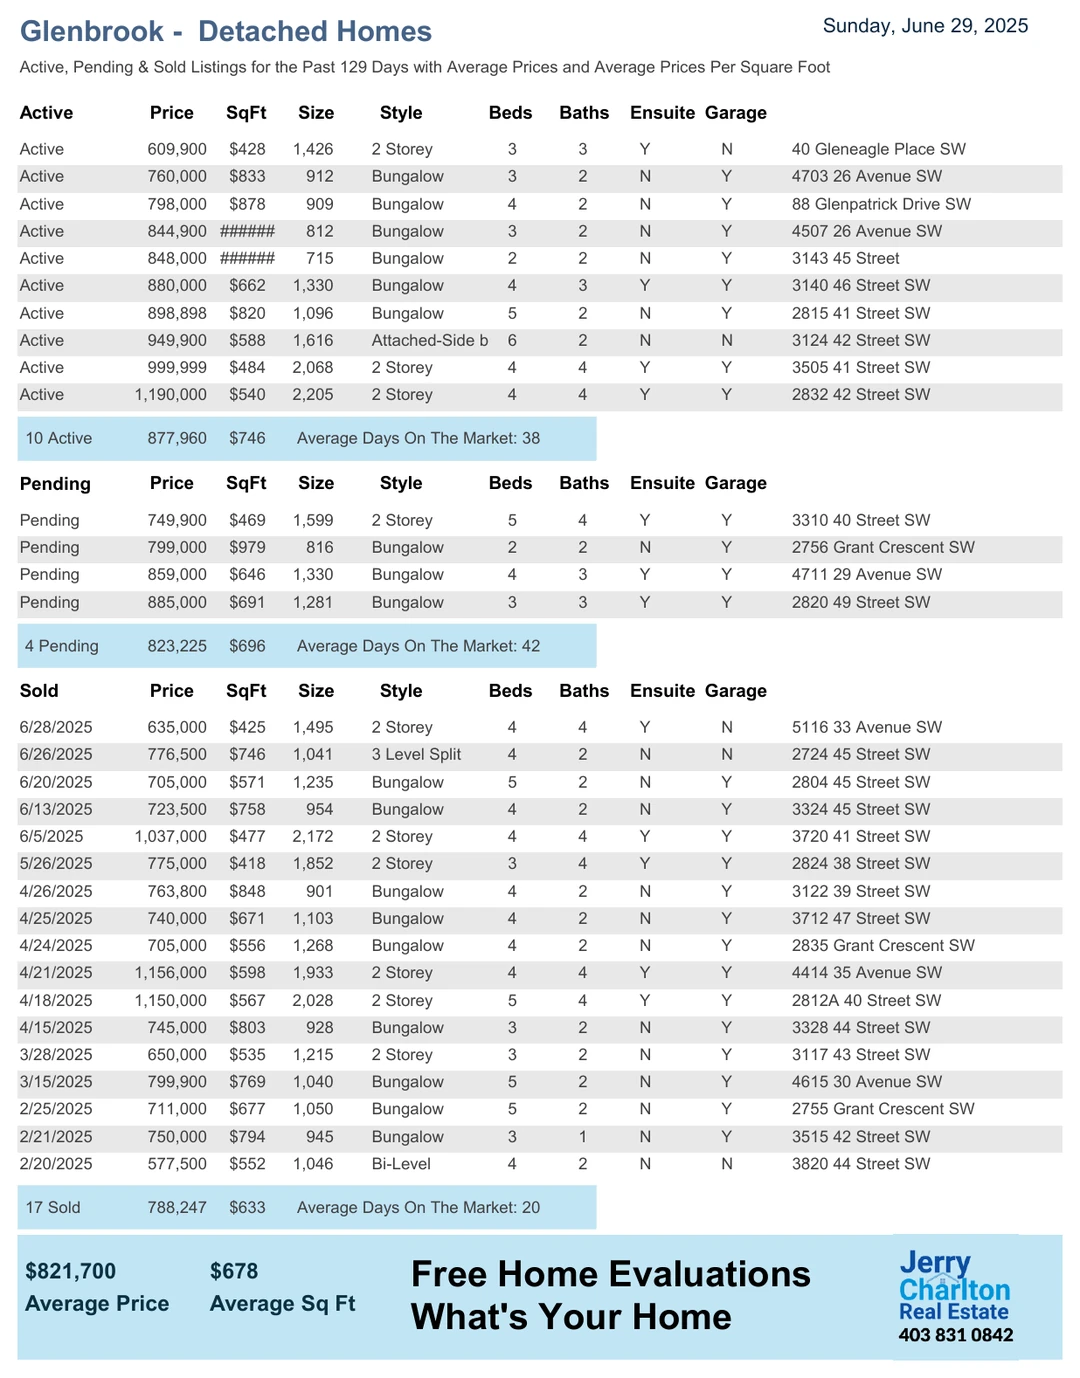 Glenbrook - Detached Homes
Sunday, June 29, 2025
Active, Pending & Sold Listings for the Past 129 Days with Average Prices and Average Prices Per Square Foot
Active Price SqFt Size Style Beds Baths Ensuite Garage
Active 609,900 $428 1,426 2 Storey 3 3 Y N 40 Gleneagle Place SW
Active 760,000 $833 912 Bungalow 3 2 N Y 4703 26 Avenue SW
Active 798,000 $878 909 Bungalow 4 2 N Y 88 Glenpatrick Drive SW
Active 844,900 ###### 812 Bungalow 3 2 N Y 4507 26 Avenue SW
Active 848,000 ###### 715 Bungalow 2 2 N Y 3143 45 Street
Active 880,000 $662 1,330 Bungalow 4 3 Y Y 3140 46 Street SW
Active 898,898 $820 1,096 Bungalow 5 2 N Y 2815 41 Street SW
Active 949,900 $588 1,616 Attached-Side b 6 2 N N 3124 42 Street SW
Active 999,999 $484 2,068 2 Storey 4 4 Y Y 3505 41 Street SW
Active 1,190,000 $540 2,205 2 Storey 4 4 Y Y 2832 42 Street SW
10 Active 877,960 $746 Average Days On The Market: 38
Pending Price SqFt Size Style Beds Baths Ensuite Garage
Pending 749,900 $469 1,599 2 Storey 5 4 Y Y 3310 40 Street SW
Pending 799,000 $979 816 Bungalow 2 2 N Y 2756 Grant Crescent SW
Pending 859,000 $646 1,330 Bungalow 4 3 Y Y 4711 29 Avenue SW
Pending 885,000 $691 1,281 Bungalow 3 3 Y Y 2820 49 Street SW
4 Pending 823,225 $696 Average Days On The Market: 42
Sold Price SqFt Size Style Beds Baths Ensuite Garage
6/28/2025 635,000 $425 1,495 2 Storey 4 4 Y N 5116 33 Avenue SW
6/26/2025 776,500 $746 1,041 3 Level Split 4 2 N N 2724 45 Street SW
6/20/2025 705,000 $571 1,235 Bungalow 5 2 N Y 2804 45 Street SW
6/13/2025 723,500 $758 954 Bungalow 4 2 N Y 3324 45 Street SW
6/5/2025 1,037,000 $477 2,172 2 Storey 4 4 Y Y 3720 41 Street SW
5/26/2025 775,000 $418 1,852 2 Storey 3 4 Y Y 2824 38 Street SW
4/26/2025 763,800 $848 901 Bungalow 4 2 N Y 3122 39 Street SW
4/25/2025 740,000 $671 1,103 Bungalow 4 2 N Y 3712 47 Street SW
4/24/2025 705,000 $556 1,268 Bungalow 4 2 N Y 2835 Grant Crescent SW
4/21/2025 1,156,000 $598 1,933 2 Storey 4 4 Y Y 4414 35 Avenue SW
4/18/2025 1,150,000 $567 2,028 2 Storey 5 4 Y Y 2812A 40 Street SW
4/15/2025 745,000 $803 928 Bungalow 3 2 N Y 3328 44 Street SW
3/28/2025 650,000 $535 1,215 2 Storey 3 2 N Y 3117 43 Street SW
3/15/2025 799,900 $769 1,040 Bungalow 5 2 N Y 4615 30 Avenue SW
2/25/2025 711,000 $677 1,050 Bungalow 5 2 N Y 2755 Grant Crescent SW
2/21/2025 750,000 $794 945 Bungalow 3 1 N Y 3515 42 Street SW
2/20/2025 577,500 $552 1,046 Bi-Level 4 2 N N 3820 44 Street SW
17 Sold 788,247 $633 Average Days On The Market: 20
$821,700 $678
Average Price Average Sq Ft
Free Home Evaluations
What's Your Home
Jerry
Charlton
Real Estate
403 831 0842